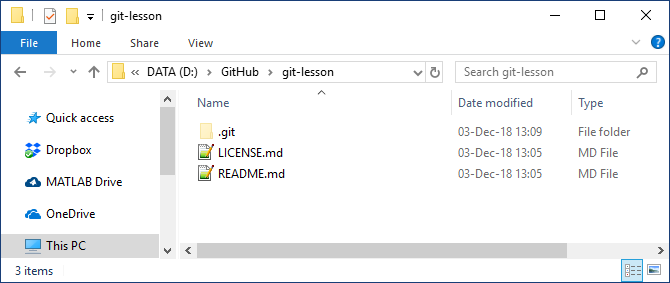 git-lesson
File Home Share View
DATA (D:) GitHub git-lesson Search git-lesson
Name Date modified Type
Quick access
Dropbox
MATLAB Drive
OneDrive
This PC
.git 03-Dec-18 13:09 File folder
LICENSE.md 03-Dec-18 13:05 MD File
README.md 03-Dec-18 13:05 MD File
3 items